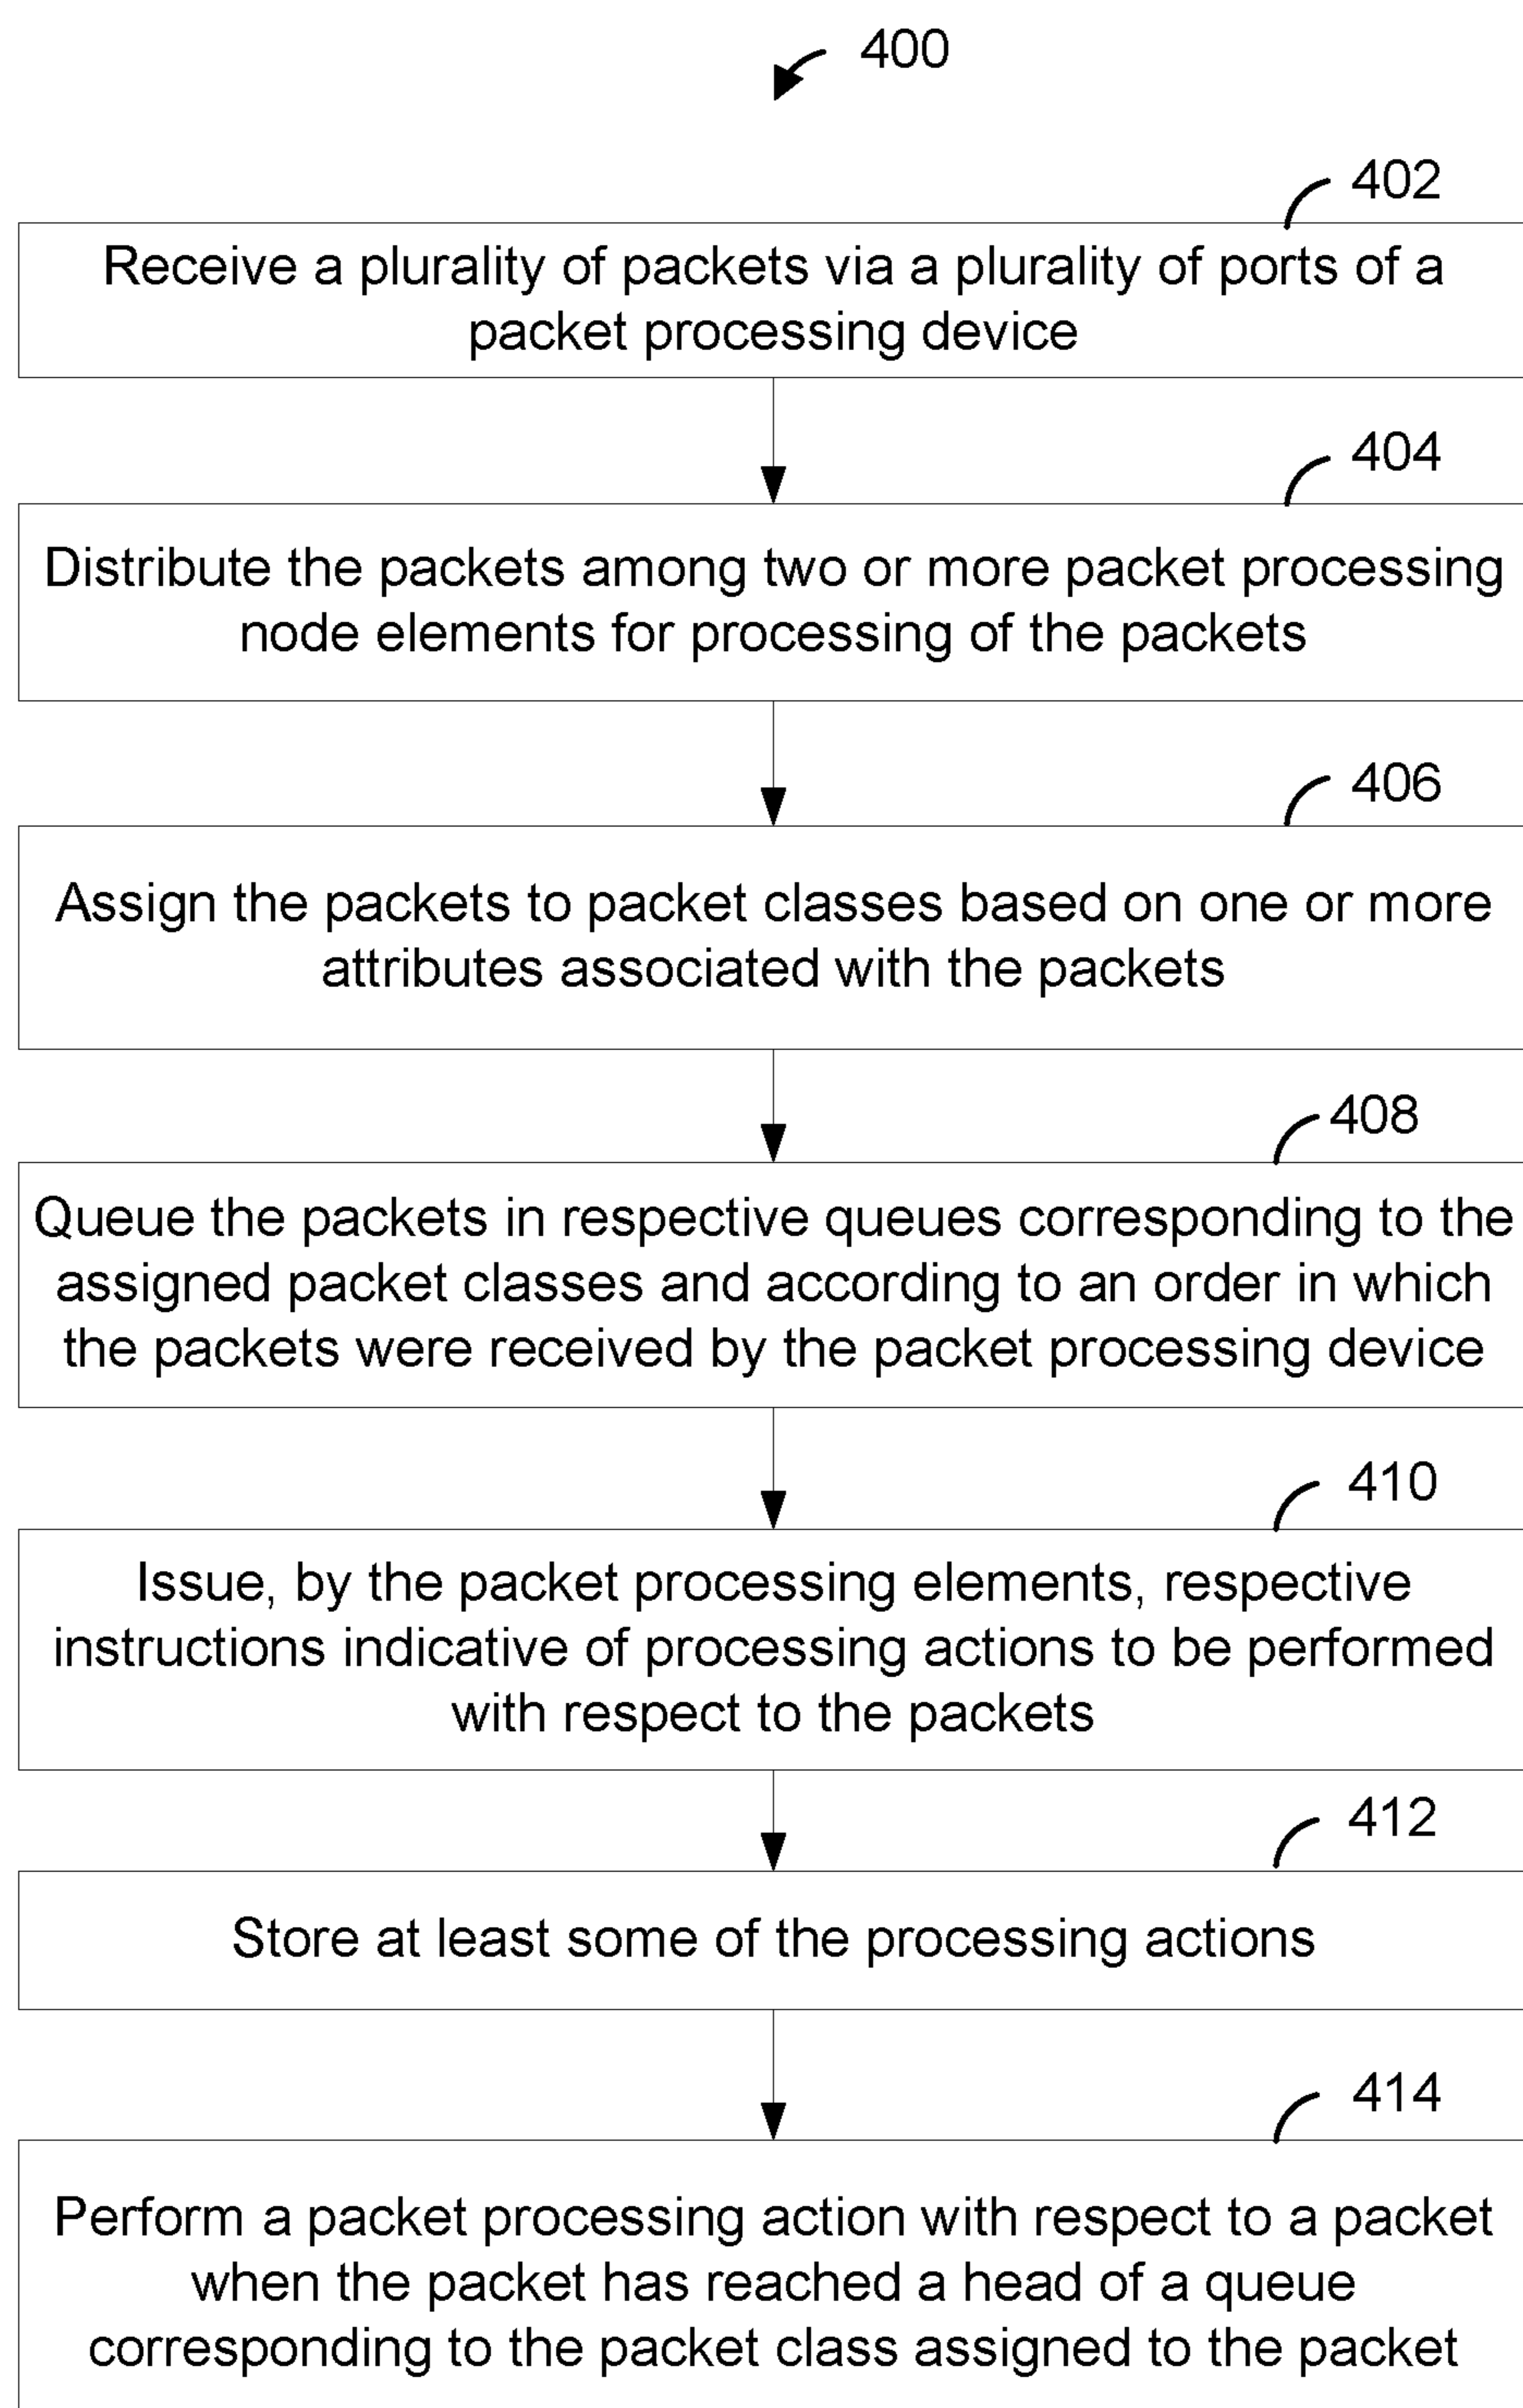 400
402
Receive a plurality of packets via a plurality of ports of a
packet processing device
404
Distribute the packets among two or more packet processing
node elements for processing of the packets
406
Assign the packets to packet classes based on one or more
attributes associated with the packets
408
Queue the packets in respective queues corresponding to the
assigned packet classes and according to an order in which
the packets were received by the packet processing device
410
Issue, by the packet processing elements, respective
instructions indicative of processing actions to be performed
with respect to the packets
412
Store at least some of the processing actions
414
Perform a packet processing action with respect to a packet
when the packet has reached a head of a queue
corresponding to the packet class assigned to the packet